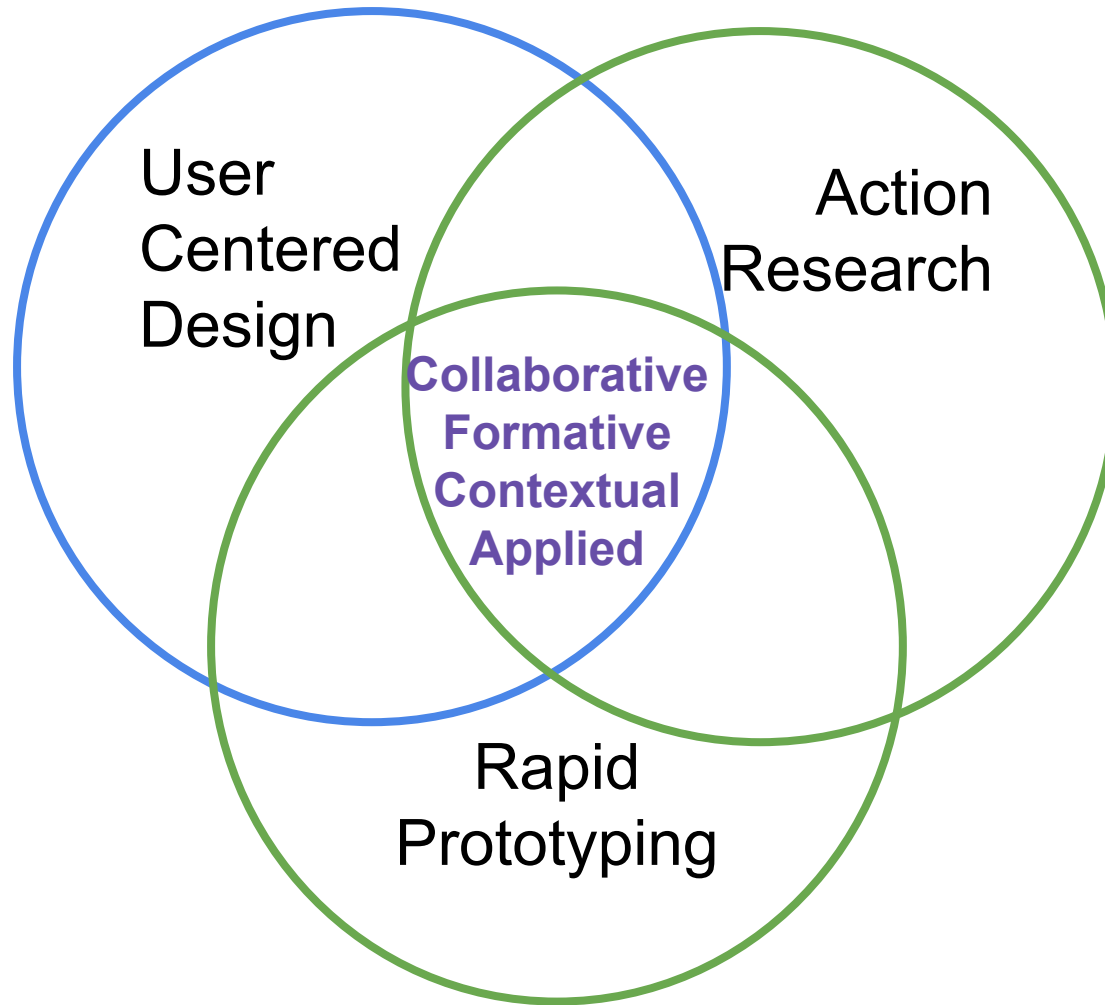 User
Centered
Design
Action
Research
Collaborative
Formative
Contextual
Applied
Rapid
Prototyping